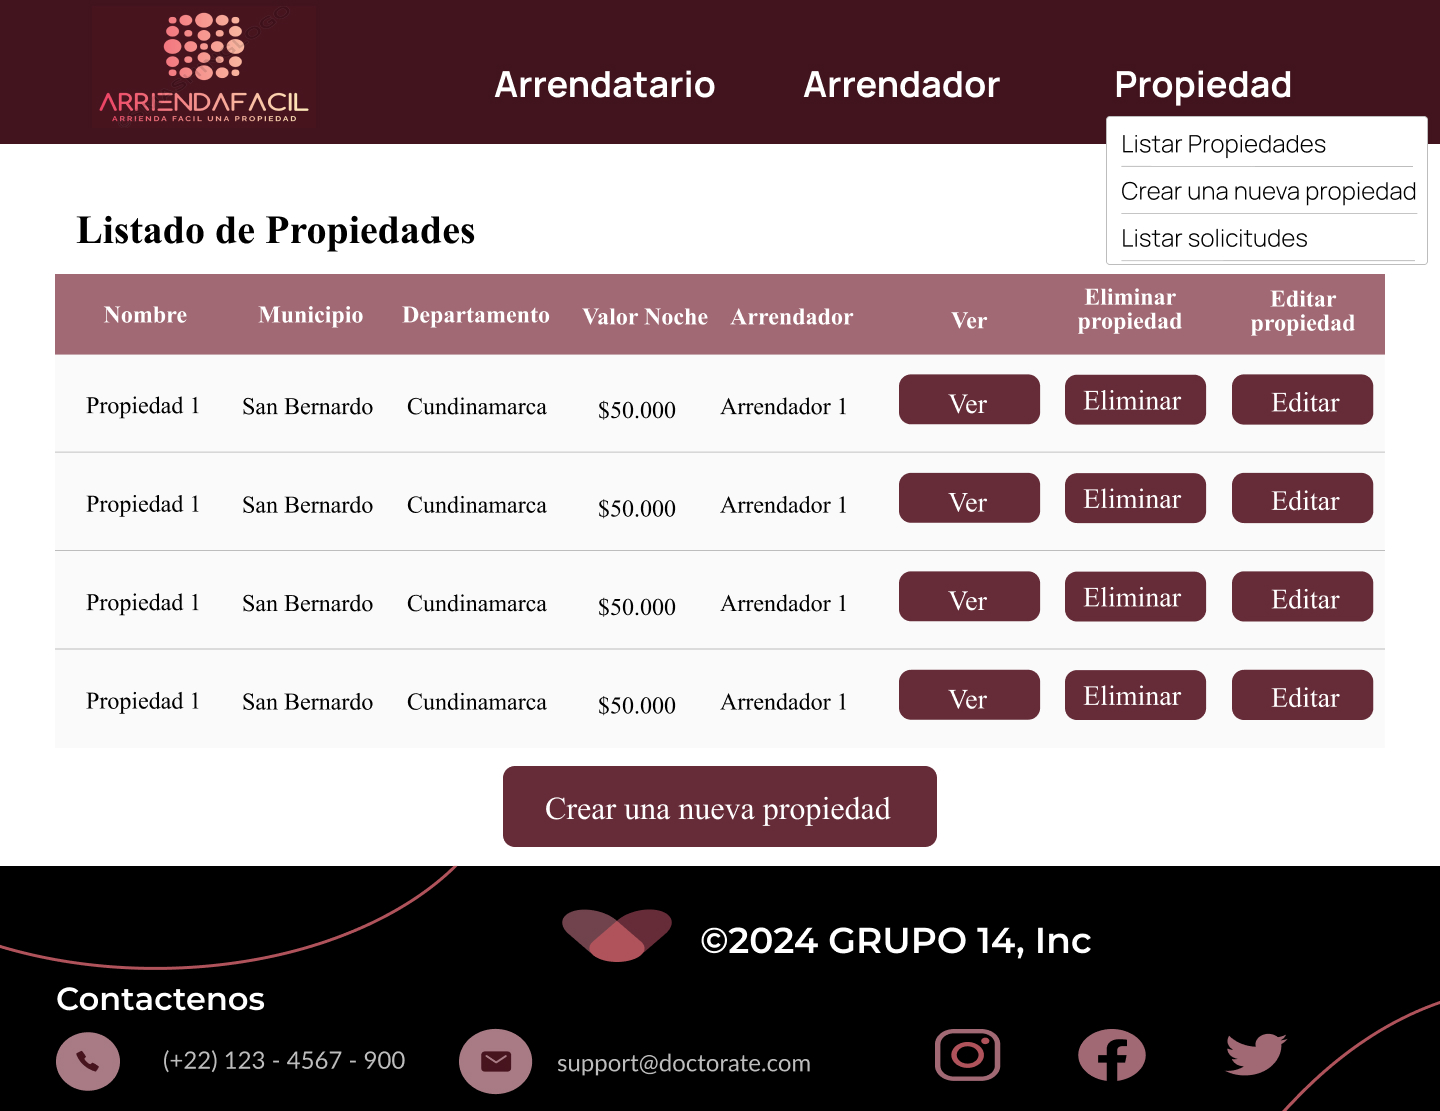 ARRIENDAFACIL
ARRIENDA FACIL UNA PROPIEDAD
Arrendatario Arrendador Propiedad
Listar Propiedades
Crear una nueva propiedad
Listar solicitudes
Listado de Propiedades
Nombre Municipio Departamento Valor Noche Arrendador Ver Eliminar propiedad Editar propiedad
Propiedad 1 San Bernardo Cundinamarca $50.000 Arrendador 1 Ver Eliminar Editar
Propiedad 1 San Bernardo Cundinamarca $50.000 Arrendador 1 Ver Eliminar Editar
Propiedad 1 San Bernardo Cundinamarca $50.000 Arrendador 1 Ver Eliminar Editar
Propiedad 1 San Bernardo Cundinamarca $50.000 Arrendador 1 Ver Eliminar Editar
Crear una nueva propiedad
©2024 GRUPO 14, Inc
Contactenos
(+22) 123 - 4567 - 900
support@doctorate.com